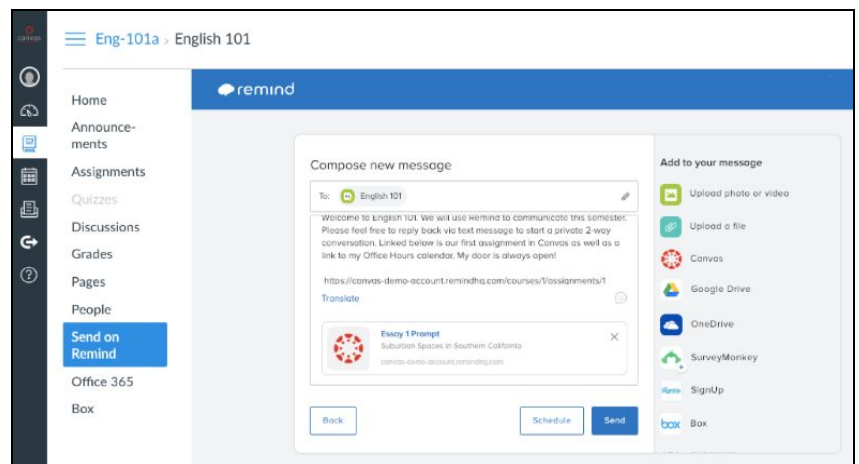 canvas
Eng-101a › English 101
Home
Announce-
ments
Assignments
Quizzes
Discussions
Grades
Pages
People
Send on
Remind
Office 365
Box
remind
Compose new message
To: English 101
Welcome to English 101. We will use Remind to communicate this semester.
Please feel free to reply back via text message to start a private 2-way
conversation. Linked below is our first assignment in Canvas as well as a
link to my Office Hours calendar. My door is always open!
https://canvas-demo-account.remindhq.com/courses/1/assignments/1
Translate
Essay 1 Prompt
Suburban Spaces in Southern California
canvas-demo-account.remindhq.com
Back
Schedule
Send
Add to your message
Upload photo or video
Upload a file
Canvas
Google Drive
OneDrive
SurveyMonkey
SignUp
box Box